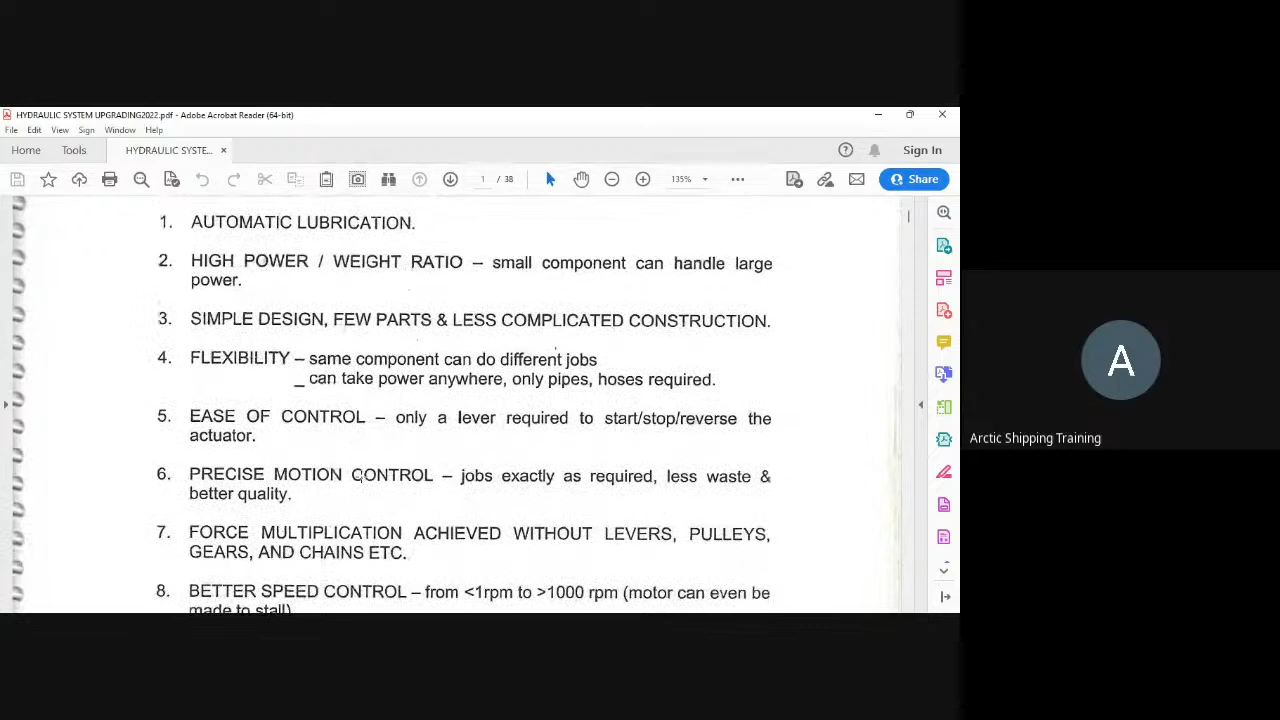 HYDRAULIC SYSTEM UPGRADING2022.pdf - Adobe Acrobat Reader (64-bit)
File Edit View Sign Window Help
Home Tools HYDRAULIC SYSTE... × Sign In
1 / 38 135% Share
1. AUTOMATIC LUBRICATION.
2. HIGH POWER / WEIGHT RATIO – small component can handle large
power.
3. SIMPLE DESIGN, FEW PARTS & LESS COMPLICATED CONSTRUCTION.
4. FLEXIBILITY – same component can do different jobs
_ can take power anywhere, only pipes, hoses required.
5. EASE OF CONTROL – only a lever required to start/stop/reverse the
actuator.
6. PRECISE MOTION CONTROL – jobs exactly as required, less waste &
better quality.
7. FORCE MULTIPLICATION ACHIEVED WITHOUT LEVERS, PULLEYS,
GEARS, AND CHAINS ETC.
8. BETTER SPEED CONTROL – from <1rpm to >1000 rpm (motor can even be
made to stall)
A
Arctic Shipping Training